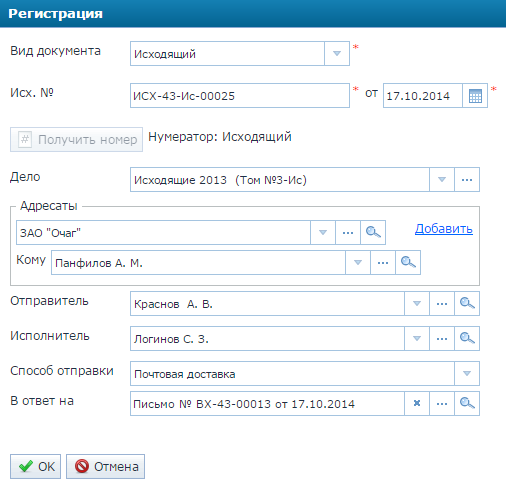 Регистрация
Вид документа Исходящий *
Исх. № ИСХ-43-Ис-00025 * от 17.10.2014 *
# Получить номер Нумератор: Исходящий
Дело Исходящие 2013 (Том №3-Ис)
Адресаты
ЗАО "Очаг" Добавить
Кому Панфилов А. М.
Отправитель Краснов А. В.
Исполнитель Логинов С. З.
Способ отправки Почтовая доставка
В ответ на Письмо № ВХ-43-00013 от 17.10.2014
ОК Отмена